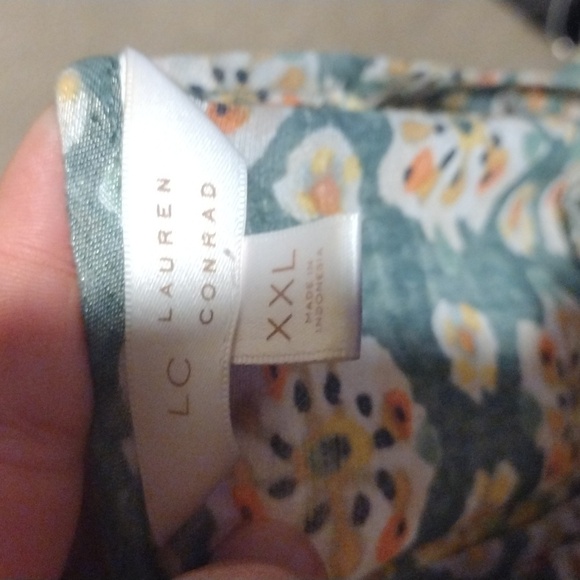 LC LAUREN
CONRAD
XXL
MADE IN
INDONESIA